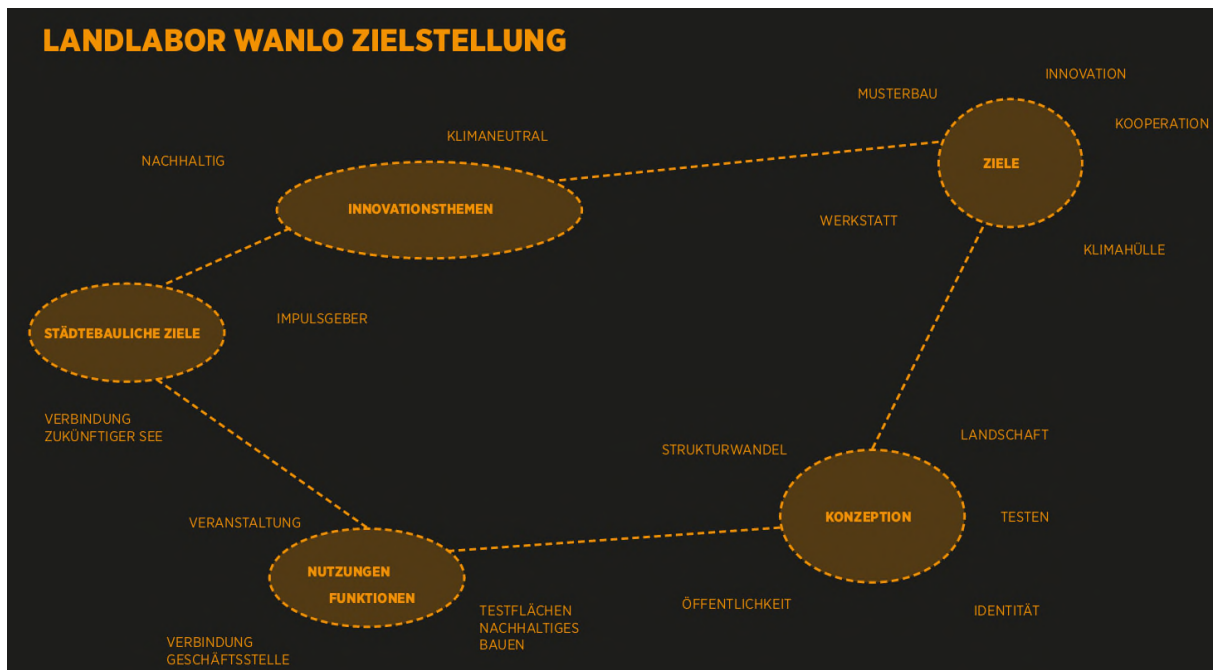 LANDLABOR WANLO ZIELSTELLUNG
INNOVATION
MUSTERBAU
KOOPERATION
KLIMANEUTRAL
NACHHALTIG
ZIELE
INNOVATIONSTHEMEN
WERKSTATT
KLIMAHÜLLE
IMPULSGEBER
STÄDTEBAULICHE ZIELE
VERBINDUNG
ZUKÜNFTIGER SEE
LANDSCHAFT
STRUKTURWANDEL
KONZEPTION
TESTEN
VERANSTALTUNG
NUTZUNGEN
FUNKTIONEN
ÖFFENTLICHKEIT
IDENTITÄT
TESTFLÄCHEN
NACHHALTIGES
BAUEN
VERBINDUNG
GESCHÄFTSSTELLE